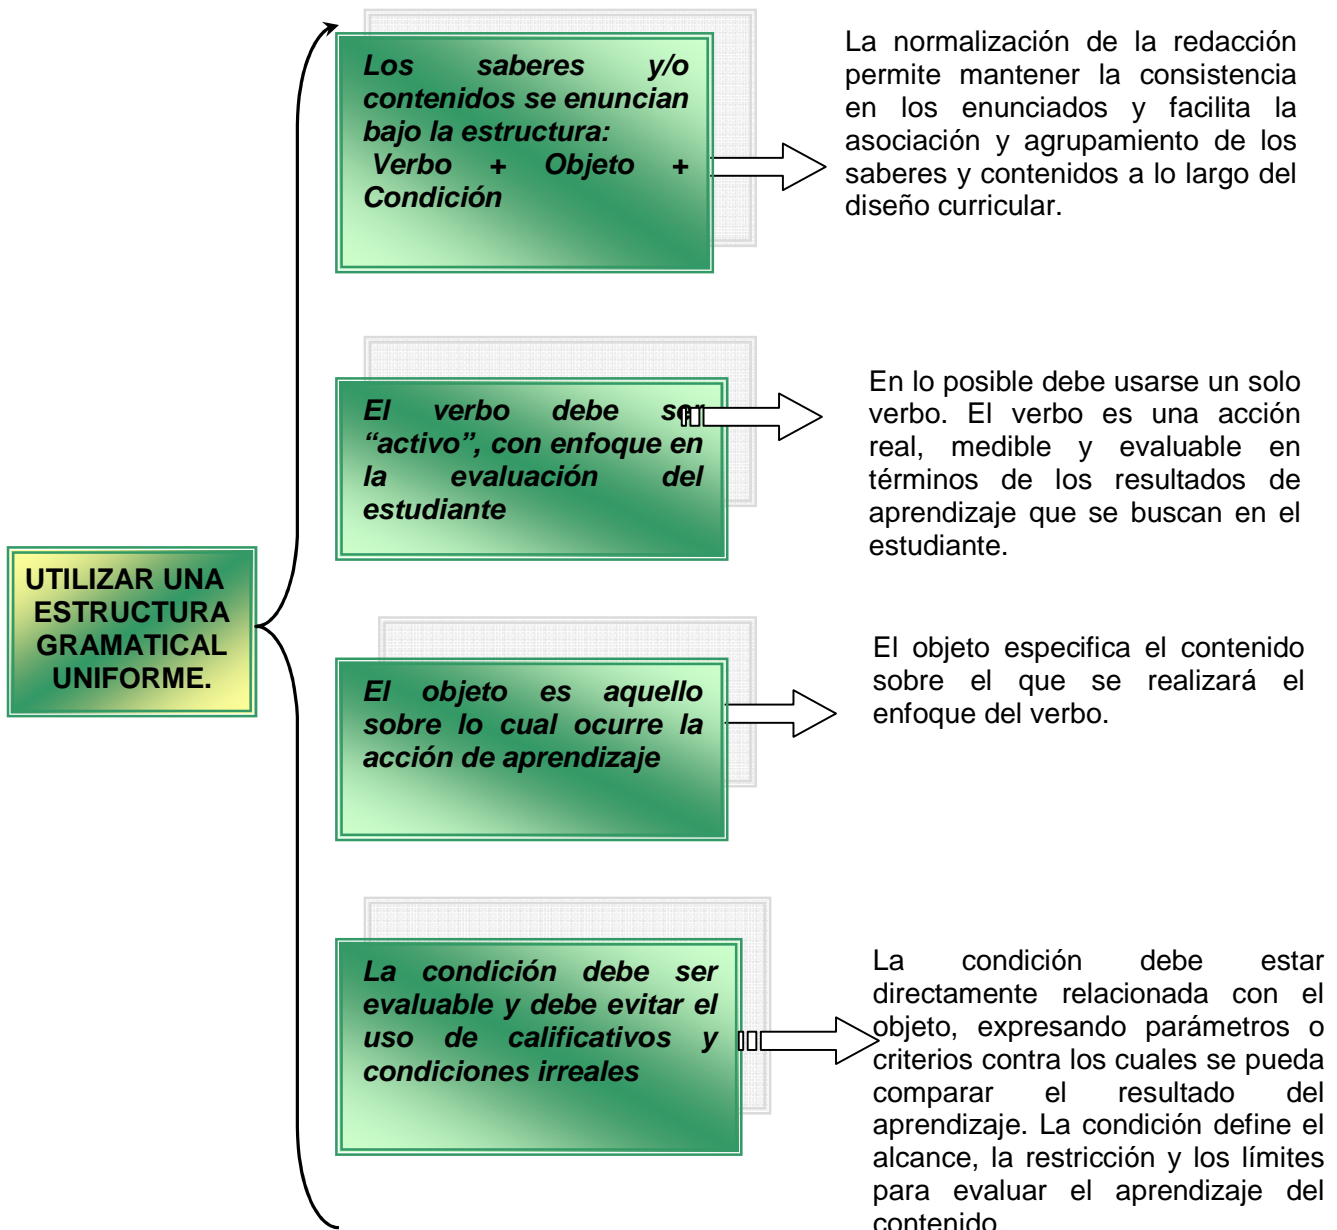 UTILIZAR UNA
ESTRUCTURA
GRAMATICAL
UNIFORME.
Los saberes y/o
contenidos se enuncian
bajo la estructura:
Verbo + Objeto +
Condición
La normalización de la redacción
permite mantener la consistencia
en los enunciados y facilita la
asociación y agrupamiento de los
saberes y contenidos a lo largo del
diseño curricular.
El verbo debe ser
“activo”, con enfoque en
la evaluación del
estudiante
En lo posible debe usarse un solo
verbo. El verbo es una acción
real, medible y evaluable en
términos de los resultados de
aprendizaje que se buscan en el
estudiante.
El objeto es aquello
sobre lo cual ocurre la
acción de aprendizaje
El objeto especifica el contenido
sobre el que se realizará el
enfoque del verbo.
La condición debe ser
evaluable y debe evitar el
uso de calificativos y
condiciones irreales
La condición debe estar
directamente relacionada con el
objeto, expresando parámetros o
criterios contra los cuales se pueda
comparar el resultado del
aprendizaje. La condición define el
alcance, la restricción y los límites
para evaluar el aprendizaje del
contenido